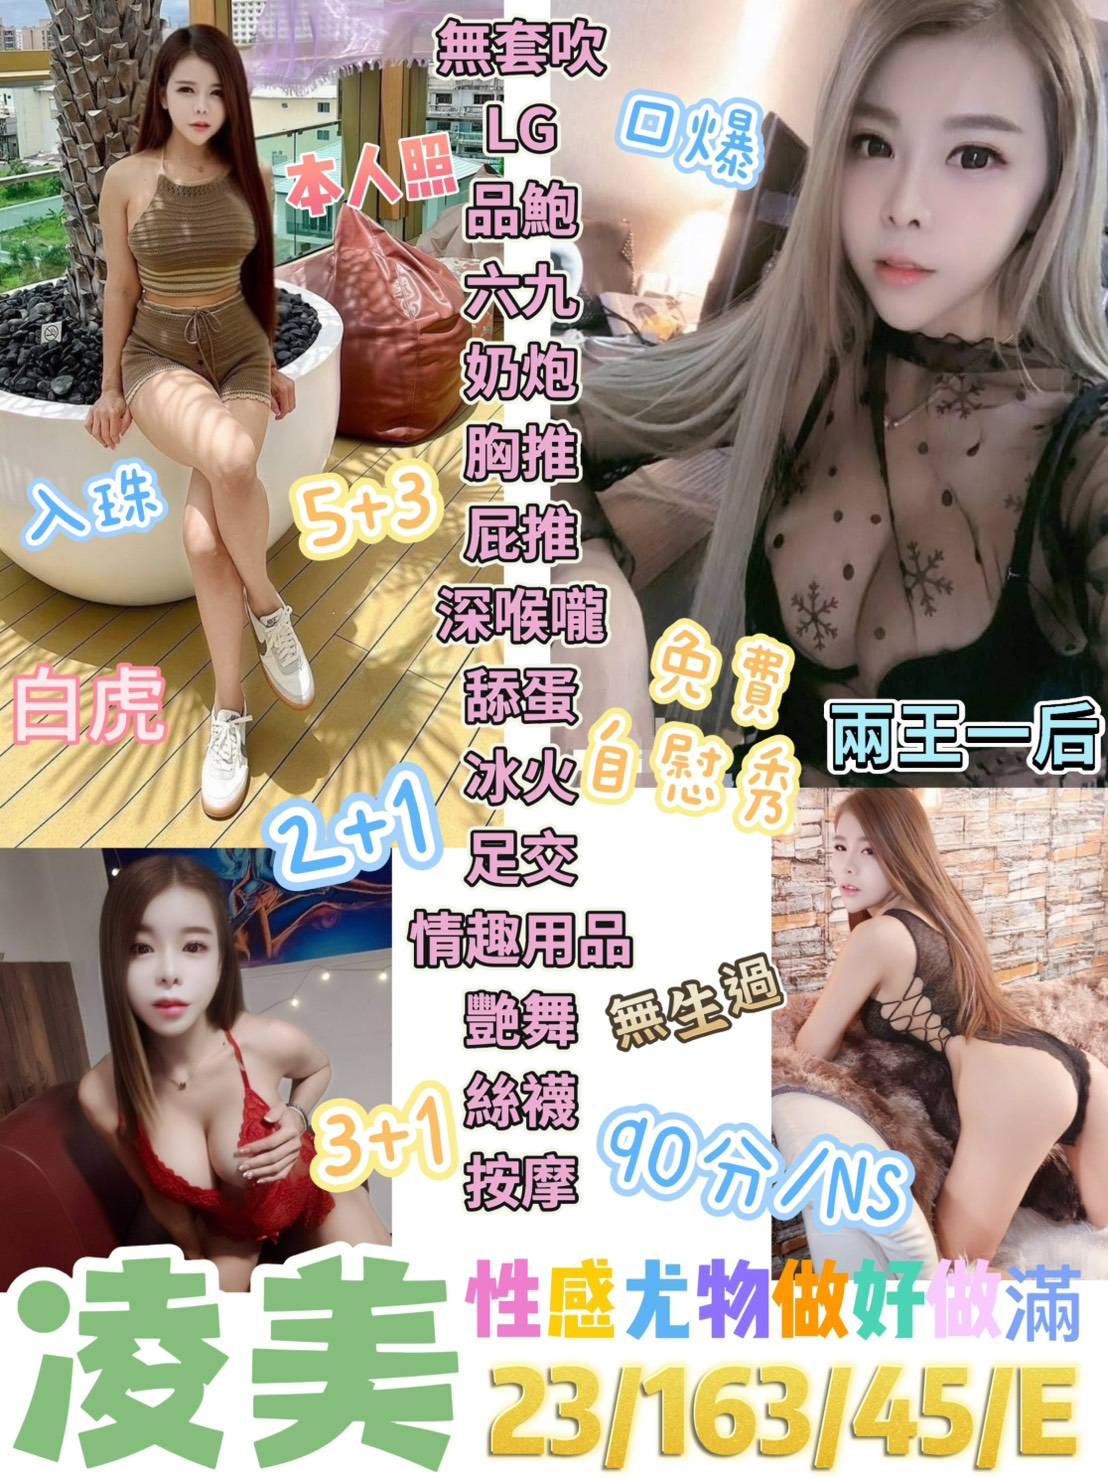 無套吹
LG
品鮑
六九
奶炮
胸推
屁推
深喉嚨
舔蛋
冰火
足交
情趣用品
豔舞
絲襪
按摩
本人照
口爆
入珠
5+3
白虎
免費
自慰秀
兩王一后
2+1
無生過
3+1
90分/NS
凌美
性感尤物做好做滿
23/163/45/E